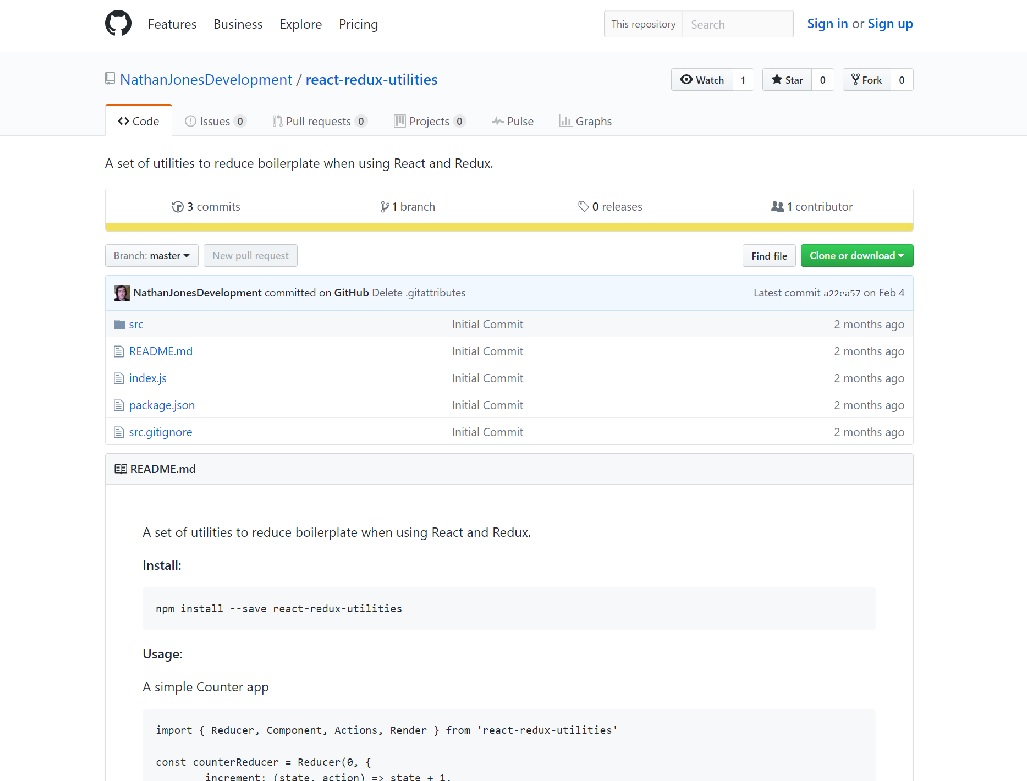 Features Business Explore Pricing This repository Search Sign in or Sign up
NathanJonesDevelopment / react-redux-utilities Watch 1 Star 0 Fork 0
Code Issues 0 Pull requests 0 Projects 0 Pulse Graphs
A set of utilities to reduce boilerplate when using React and Redux.
3 commits 1 branch 0 releases 1 contributor
Branch: master New pull request Find file Clone or download
NathanJonesDevelopment committed on GitHub Delete .gitattributes Latest commit a22ea57 on Feb 4
src Initial Commit 2 months ago
README.md Initial Commit 2 months ago
index.js Initial Commit 2 months ago
package.json Initial Commit 2 months ago
src.gitignore Initial Commit 2 months ago
README.md
A set of utilities to reduce boilerplate when using React and Redux.
Install:
npm install --save react-redux-utilities
Usage:
A simple Counter app
import { Reducer, Component, Actions, Render } from 'react-redux-utilities'
const counterReducer = Reducer(0, {
increment: (state, action) => state + 1,